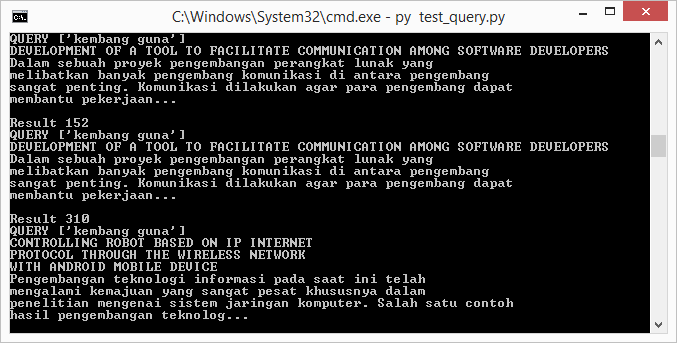 C:\Windows\System32\cmd.exe - py  test_query.py
QUERY ['kembang guna']
DEVELOPMENT OF A TOOL TO FACILITATE COMMUNICATION AMONG SOFTWARE DEVELOPERS
Dalam sebuah proyek pengembangan perangkat lunak yang
melibatkan banyak pengembang komunikasi di antara pengembang
sangat penting. Komunikasi dilakukan agar para pengembang dapat
membantu pekerjaan...
Result 152
QUERY ['kembang guna']
DEVELOPMENT OF A TOOL TO FACILITATE COMMUNICATION AMONG SOFTWARE DEVELOPERS
Dalam sebuah proyek pengembangan perangkat lunak yang
melibatkan banyak pengembang komunikasi di antara pengembang
sangat penting. Komunikasi dilakukan agar para pengembang dapat
membantu pekerjaan...
Result 310
QUERY ['kembang guna']
CONTROLLING ROBOT BASED ON IP INTERNET
PROTOCOL THROUGH THE WIRELESS NETWORK
WITH ANDROID MOBILE DEVICE
Pengembangan teknologi informasi pada saat ini telah
mengalami kemajuan yang sangat pesat khususnya dalam
penelitian mengenai sistem jaringan komputer. Salah satu contoh
hasil pengembangan teknolog...